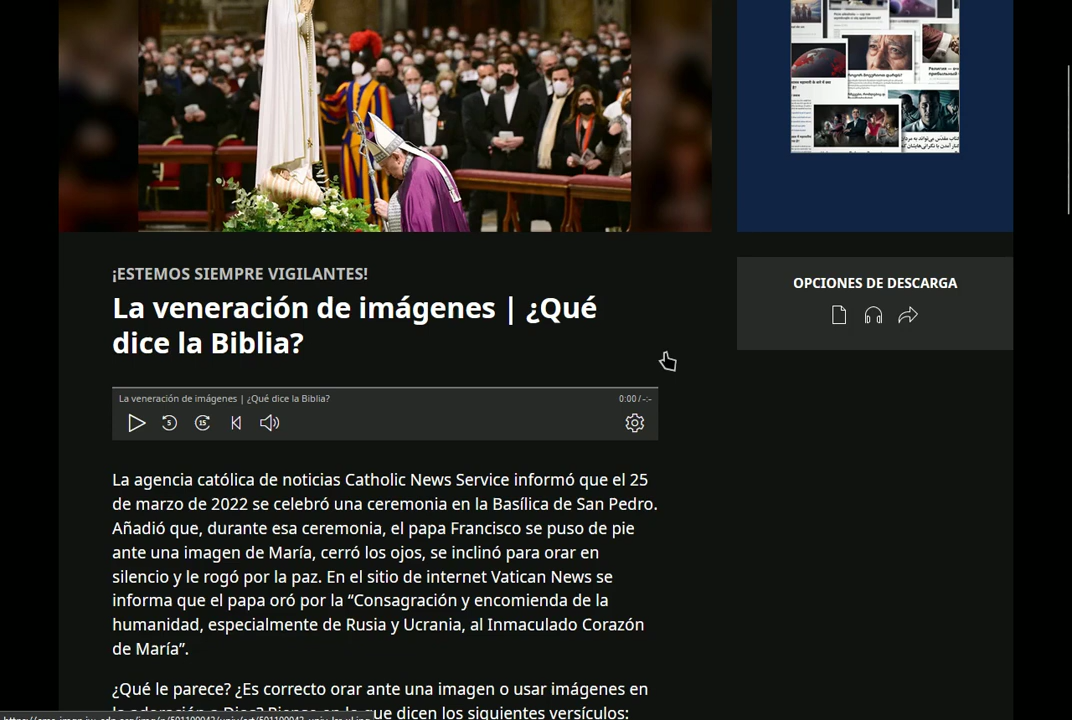 ¡ESTEMOS SIEMPRE VIGILANTES!
La veneración de imágenes | ¿Qué
dice la Biblia?
La veneración de imágenes | ¿Qué dice la Biblia?
0:00 / -:-
5
15
La agencia católica de noticias Catholic News Service informó que el 25
de marzo de 2022 se celebró una ceremonia en la Basílica de San Pedro.
Añadió que, durante esa ceremonia, el papa Francisco se puso de pie
ante una imagen de María, cerró los ojos, se inclinó para orar en
silencio y le rogó por la paz. En el sitio de internet Vatican News se
informa que el papa oró por la “Consagración y encomienda de la
humanidad, especialmente de Rusia y Ucrania, al Inmaculado Corazón
de María”.
¿Qué le parece? ¿Es correcto orar ante una imagen o usar imágenes en
que dicen los siguientes versículos:
OPCIONES DE DESCARGA